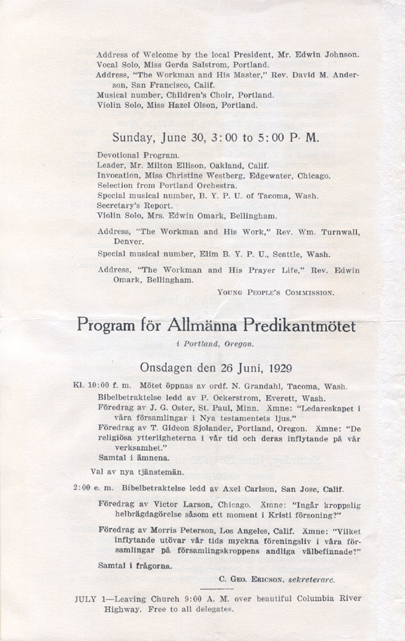 Address of Welcome by the local President, Mr. Edwin Johnson.
Vocal Solo, Miss Gerda Salstrom, Portland.
Address, "The Workman and His Master," Rev. David M. Ander-
son, San Francisco, Calif.
Musical number, Children's Choir, Portland.
Violin Solo, Miss Hazel Olson, Portland.
Sunday, June 30, 3:00 to 5:00 P. M.
Devotional Program.
Leader, Mr. Milton Ellison, Oakland, Calif.
Invocation, Miss Christine Westberg, Edgewater, Chicago.
Selection from Portland Orchestra.
Special musical number, B. Y. P. U. of Tacoma, Wash.
Secretary's Report.
Violin Solo, Mrs. Edwin Omark, Bellingham.
Address, "The Workman and His Work," Rev. Wm. Turnwall,
Denver.
Special musical number, Elim B. Y. P. U., Seattle, Wash.
Address, "The Workman and His Prayer Life," Rev. Edwin
Omark, Bellingham.
Young People's Commission.
Program för Allmänna Predikantmötet
i Portland, Oregon.
Onsdagen den 26 Juni, 1929
Kl. 10:00 f. m. Mötet öppnas av ordf. N. Grandahl, Tacoma, Wash.
Bibelbetraktelse ledd av P. Ockerstrom, Everett, Wash.
Föredrag av J. G. Oster, St. Paul, Minn. Ämne: "Ledareskapet i
våra församlingar i Nya testamentets ljus."
Föredrag av T. Gideon Sjolander, Portland, Oregon. Ämne: "De
religiösa ytterligheterna i vår tid och deras inflytande på vår
verksamhet."
Samtal i ämnena.
Val av nya tjänstemän.
2:00 e. m. Bibelbetraktelse ledd av Axel Carlson, San Jose, Calif.
Föredrag av Victor Larson, Chicago. Ämne: "Ingår kroppslig
helbrägdagörelse såsom ett moment i Kristi försoning?"
Föredrag av Morris Peterson, Los Angeles, Calif. Ämne: "Vilket
inflytande utövar vår tids myckna föreningsliv i våra för-
samlingar på församlingskroppens andliga välbefinnade?"
Samtal i frågorna.
C. Geo. Ericson, sekreterare.
JULY 1—Leaving Church 9:00 A. M. over beautiful Columbia River
Highway. Free to all delegates.